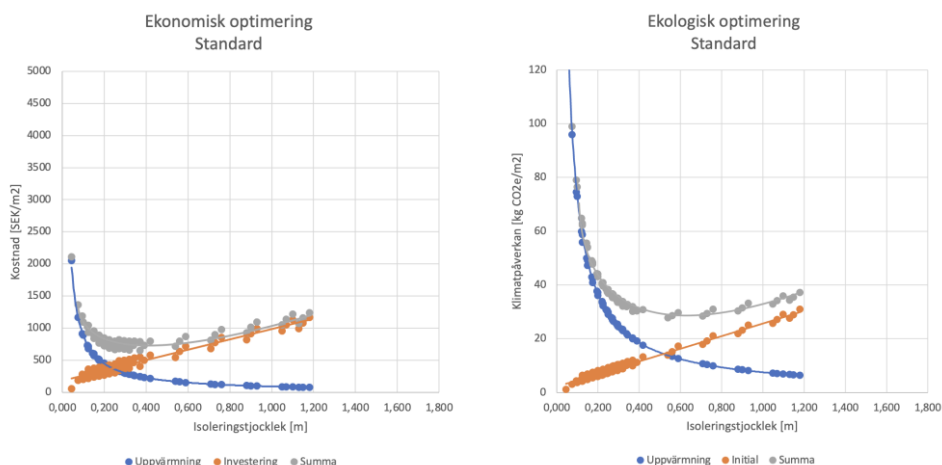 Ekonomisk optimering
Standard
Kostnad [SEK/m2]
5000
4500
4000
3500
3000
2500
2000
1500
1000
500
0
0,000 0,200 0,400 0,600 0,800 1,000 1,200 1,400 1,600 1,800
Isoleringstjocklek [m]
Uppvärmning Investering Summa
Ekologisk optimering
Standard
Klimatpåverkan [kg CO2e/m2]
120
100
80
60
40
20
0
0,000 0,200 0,400 0,600 0,800 1,000 1,200 1,400 1,600 1,800
Isoleringstjocklek [m]
Uppvärmning Initial Summa